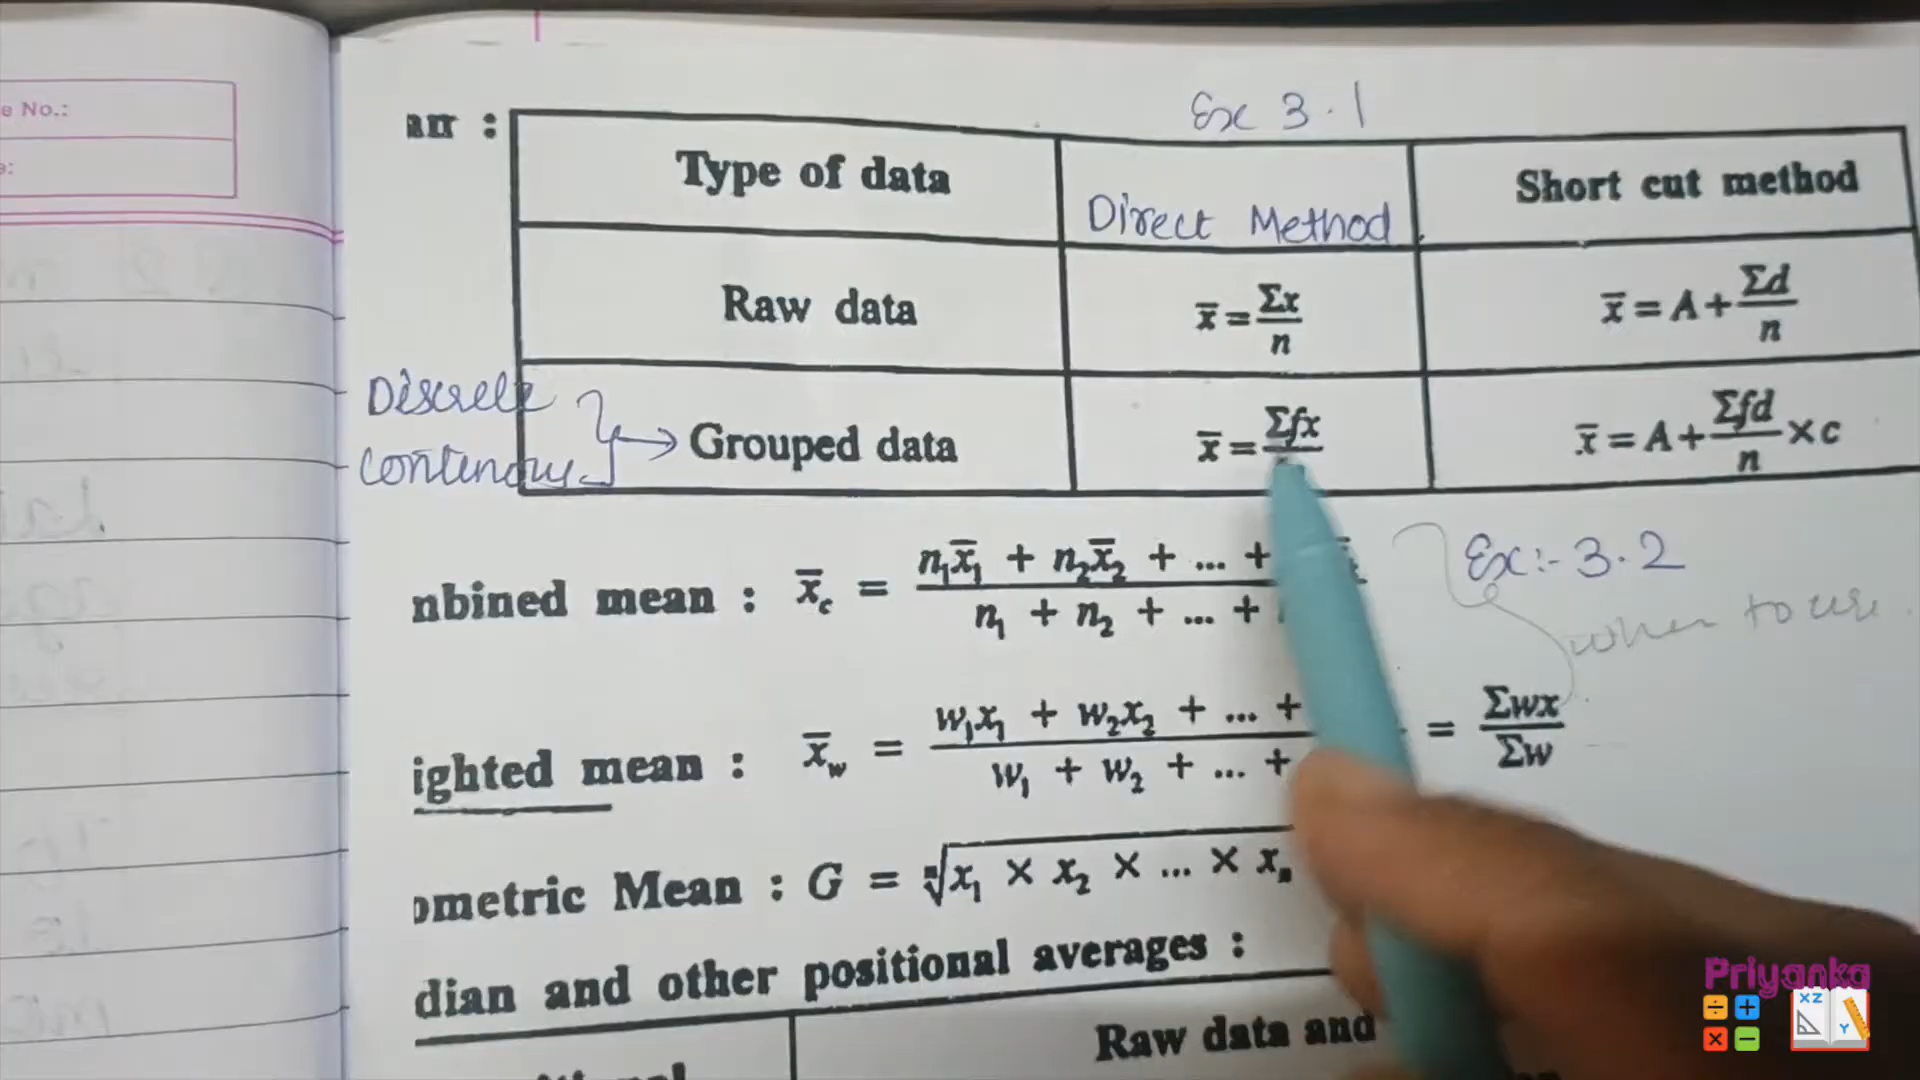 e No.:
Ex 3.1
an :
Type of data
Direct Method
Short cut method
Raw data
x̄ = Σx/n
x̄ = A + Σd/n
Discrete
continuous
Grouped data
x̄ = Σfx
x̄ = A + Σfd/n × c
nbined mean : x̄c = n₁x̄₁ + n₂x̄₂ + ... + / n₁ + n₂ + ... +
Ex:- 3.2
when to use
ighted mean : x̄w = w₁x₁ + w₂x₂ + ... + / w₁ + w₂ + ... + = Σwx/Σw
ometric Mean : G = ⁿ√x₁ × x₂ × ... × xₙ
dian and other positional averages :
Raw data and
itional
Priyanka
XZ
Y